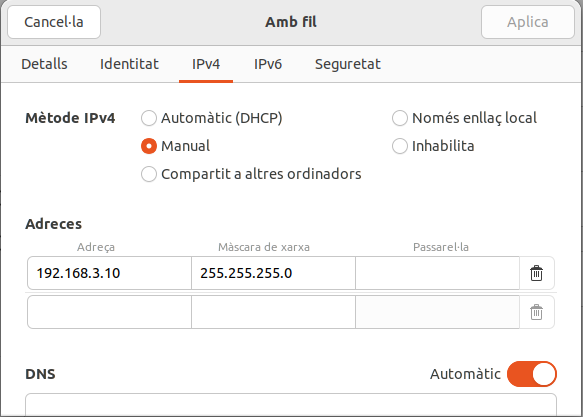 Cancel·la Amb fil Aplica
Detalls Identitat IPv4 IPv6 Seguretat
Mètode IPv4 Automàtic (DHCP) Només enllaç local
Manual Inhabilita
Compartit a altres ordinadors
Adreces
Adreça Màscara de xarxa Passarel·la
192.168.3.10 255.255.255.0
DNS Automàtic